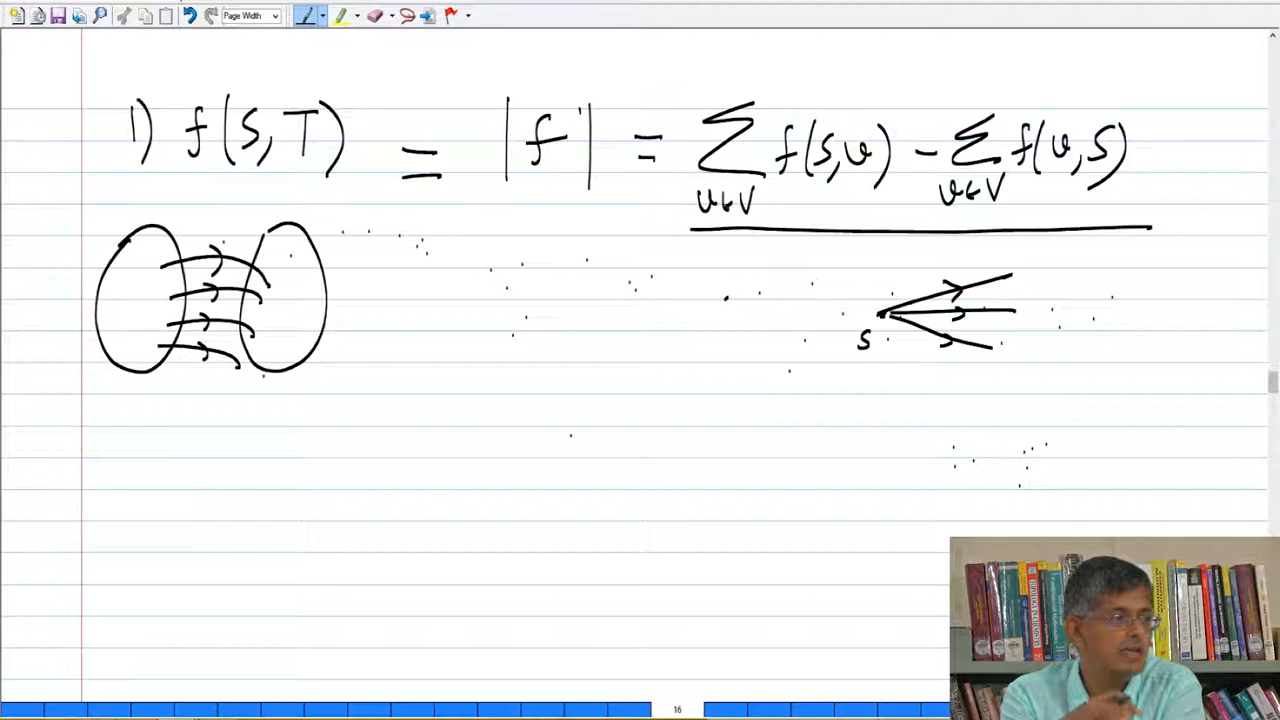 Page Width
1) f(S,T) = |f| = ∑ f(s,v) - ∑ f(v,s)
v∈V v∈V
s
16